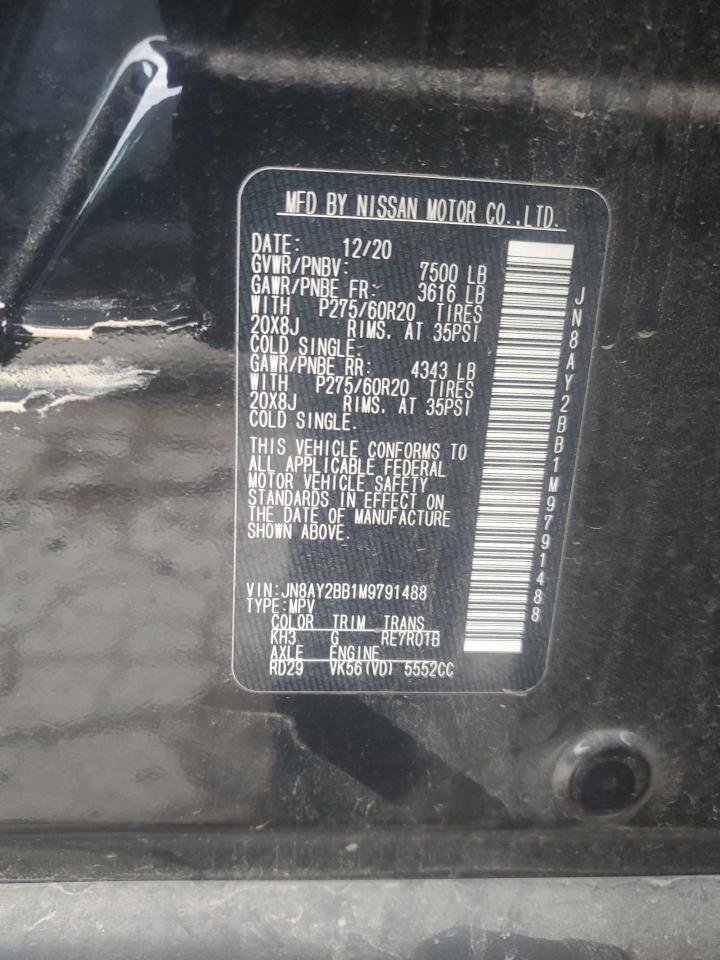 MFD BY NISSAN MOTOR CO.,LTD.
DATE: 12/20
GVWR/PNBV: 7500 LB
GAWR/PNBE FR: 3616 LB
WITH P275/60R20 TIRES
20X8J RIMS. AT 35PSI
COLD SINGLE.
GAWR/PNBE RR: 4343 LB
WITH P275/60R20 TIRES
20X8J RIMS. AT 35PSI
COLD SINGLE.
THIS VEHICLE CONFORMS TO
ALL APPLICABLE FEDERAL
MOTOR VEHICLE SAFETY
STANDARDS IN EFFECT ON
THE DATE OF MANUFACTURE
SHOWN ABOVE.
VIN:JN8AY2BB1M9791488
TYPE:MPV
COLOR TRIM TRANS
KH3 G RE7R01B
AXLE ENGINE
RD29 VK56(VD) 5552CC
JN8AY2BB1M9791488